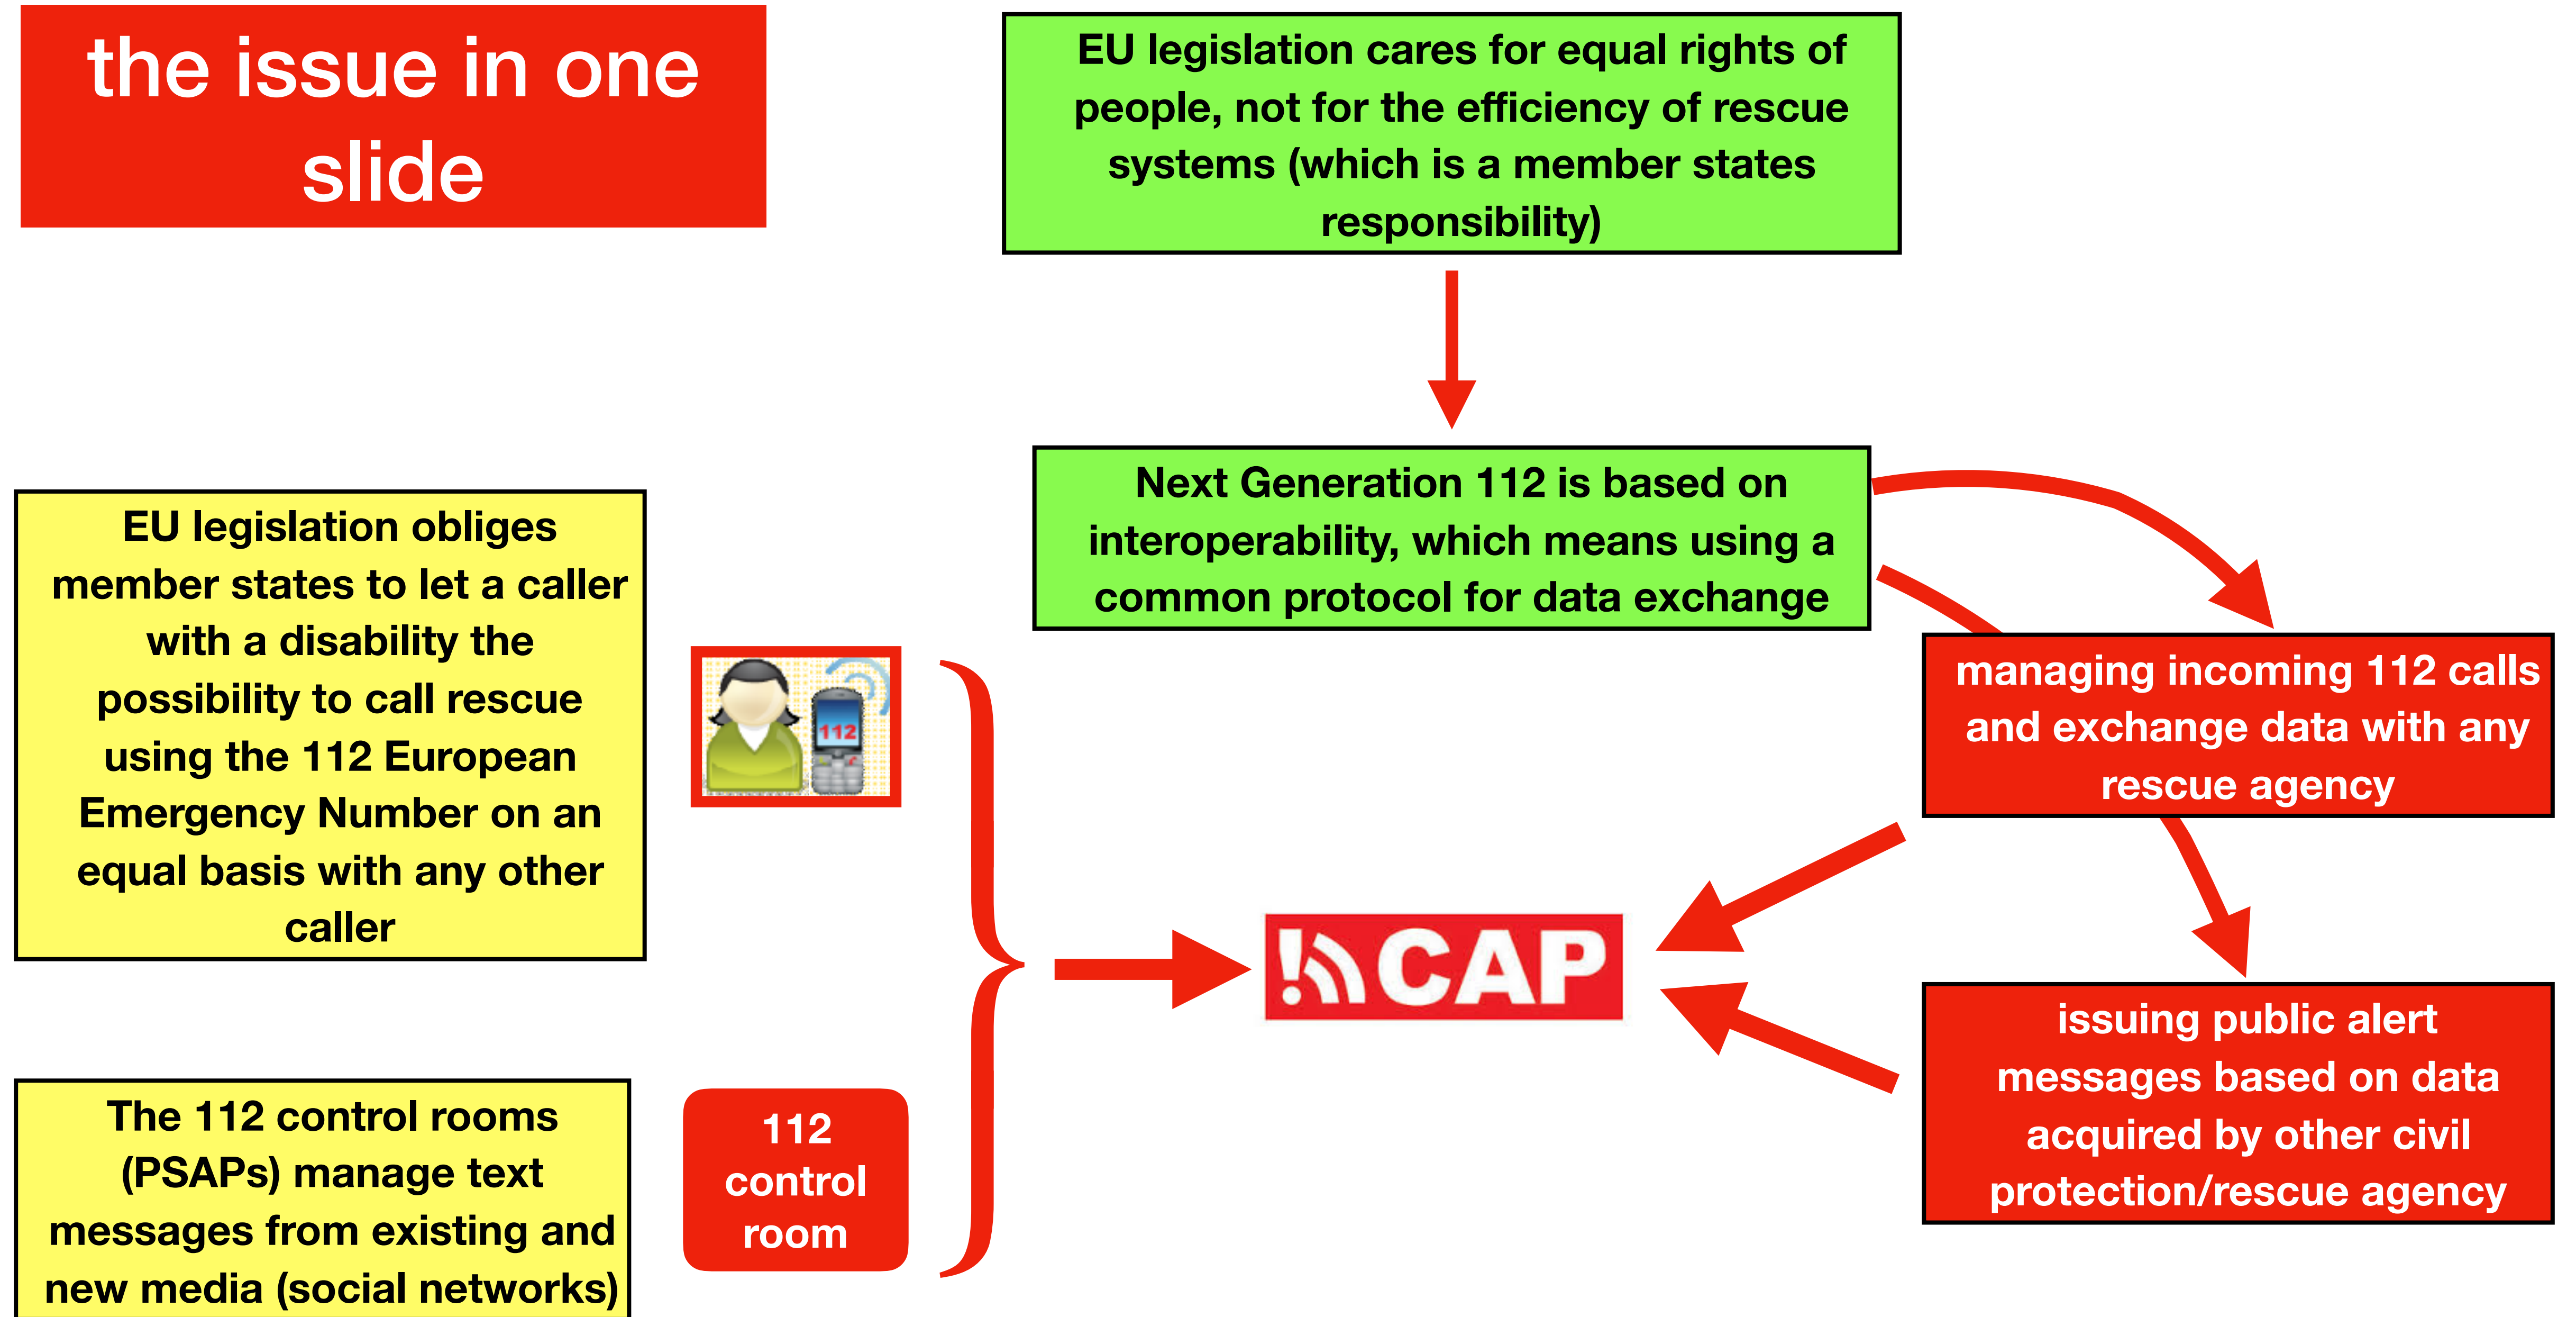 the issue in one
slide
EU legislation cares for equal rights of
people, not for the efficiency of rescue
systems (which is a member states
responsibility)
Next Generation 112 is based on
interoperability, which means using a
common protocol for data exchange
EU legislation obliges
member states to let a caller
with a disability the
possibility to call rescue
using the 112 European
Emergency Number on an
equal basis with any other
caller
112
managing incoming 112 calls
and exchange data with any
rescue agency
!CAP
issuing public alert
messages based on data
acquired by other civil
protection/rescue agency
The 112 control rooms
(PSAPs) manage text
messages from existing and
new media (social networks)
112
control
room